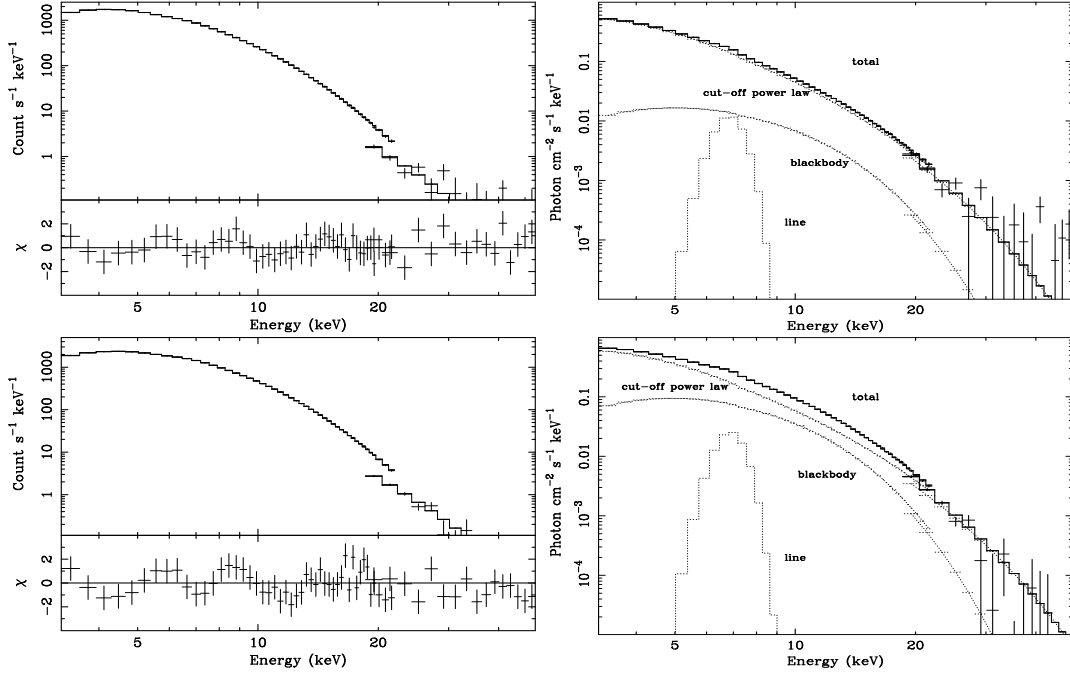 Count s⁻¹ keV⁻¹
1000
100
10
1
χ
2
0
−2
5
10
20
Energy (keV)
Photon cm⁻² s⁻¹ keV⁻¹
0.1
0.01
10⁻³
10⁻⁴
total
cut−off power law
blackbody
line
5
10
20
Energy (keV)
Count s⁻¹ keV⁻¹
1000
100
10
1
χ
2
0
−2
5
10
20
Energy (keV)
Photon cm⁻² s⁻¹ keV⁻¹
0.1
0.01
10⁻³
10⁻⁴
cut−off power law
total
blackbody
line
5
10
20
Energy (keV)